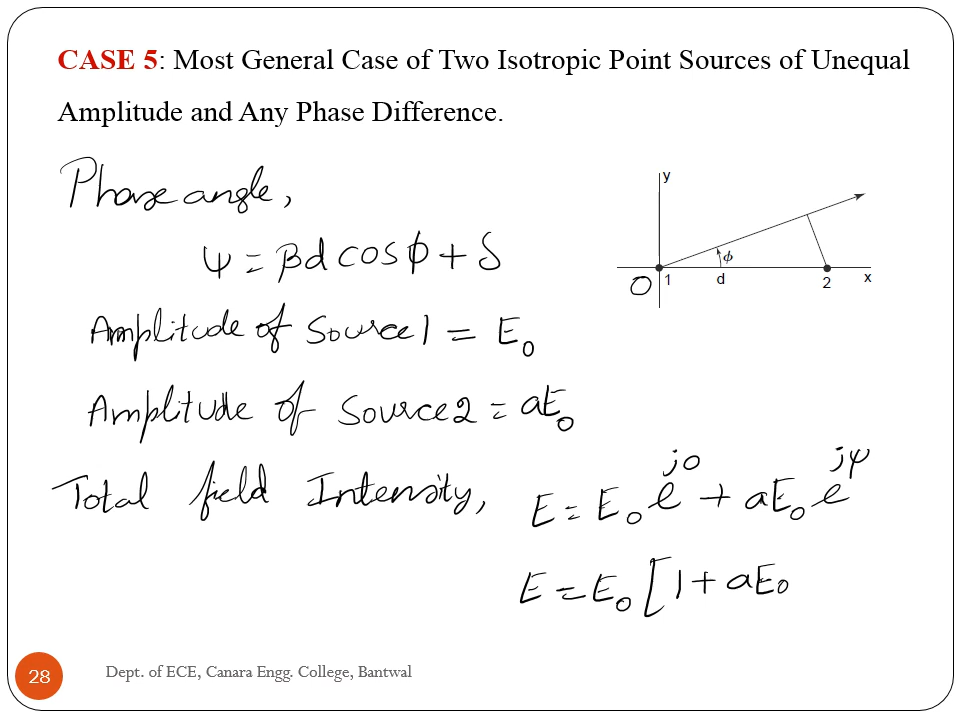 CASE 5: Most General Case of Two Isotropic Point Sources of Unequal
Amplitude and Any Phase Difference.
Phase angle,
ψ = βd cosϕ + δ
y
ϕ
0 1 d 2 x
Amplitude of Source 1 = E₀
Amplitude of Source 2 = aE₀
Total field Intensity, E = E₀ e^{j0} + aE₀ e^{jψ}
E = E₀ [1 + aE₀
28 Dept. of ECE, Canara Engg. College, Bantwal